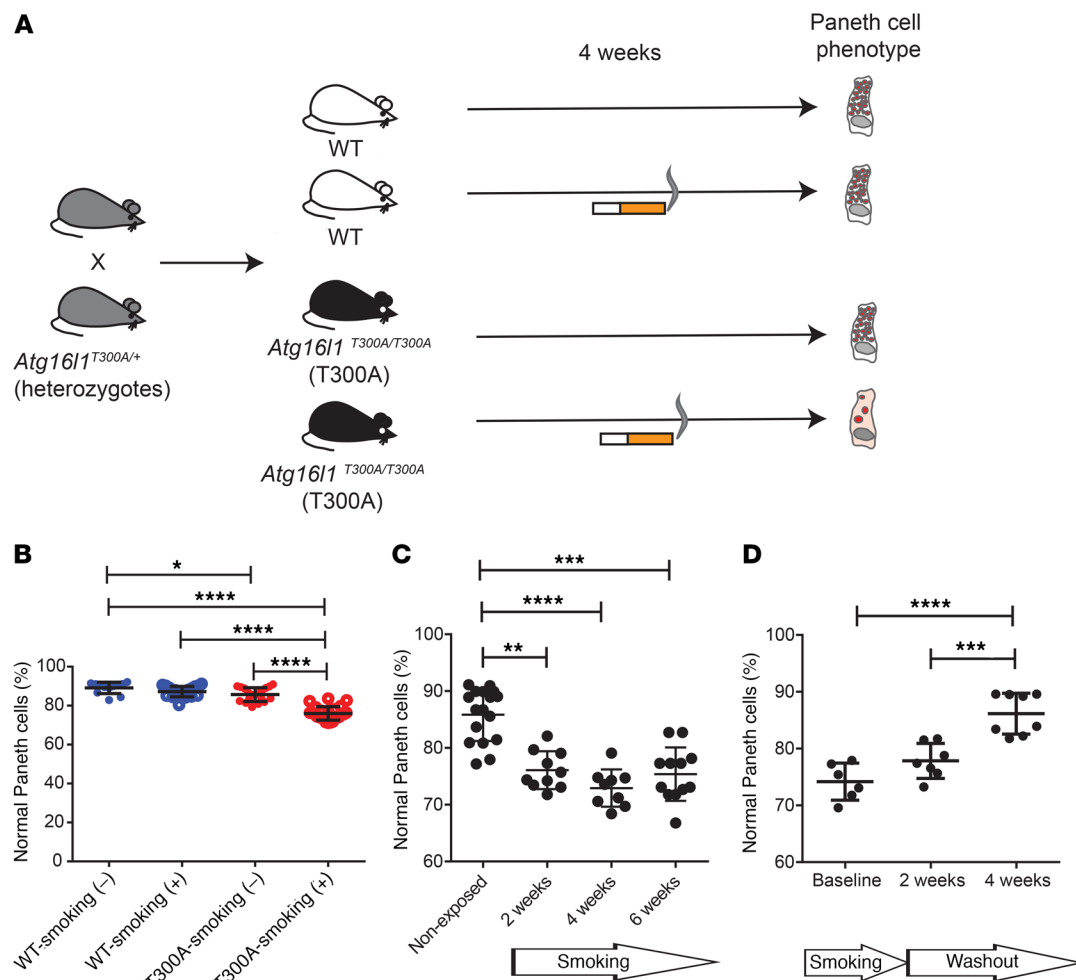 A
4 weeks
Paneth cell
phenotype
WT
WT
X
Atg16l1 T300A/+
(heterozygotes)
Atg16l1 T300A/T300A
(T300A)
Atg16l1 T300A/T300A
(T300A)
B
*
****
****
****
Normal Paneth cells (%)
100
80
60
40
20
0
WT-smoking (–)
WT-smoking (+)
T300A-smoking (–)
T300A-smoking (+)
C
***
****
**
Normal Paneth cells (%)
100
90
80
70
60
Non-exposed
2 weeks
4 weeks
6 weeks
Smoking
D
****
***
Normal Paneth cells (%)
100
90
80
70
60
Baseline
2 weeks
4 weeks
Smoking
Washout